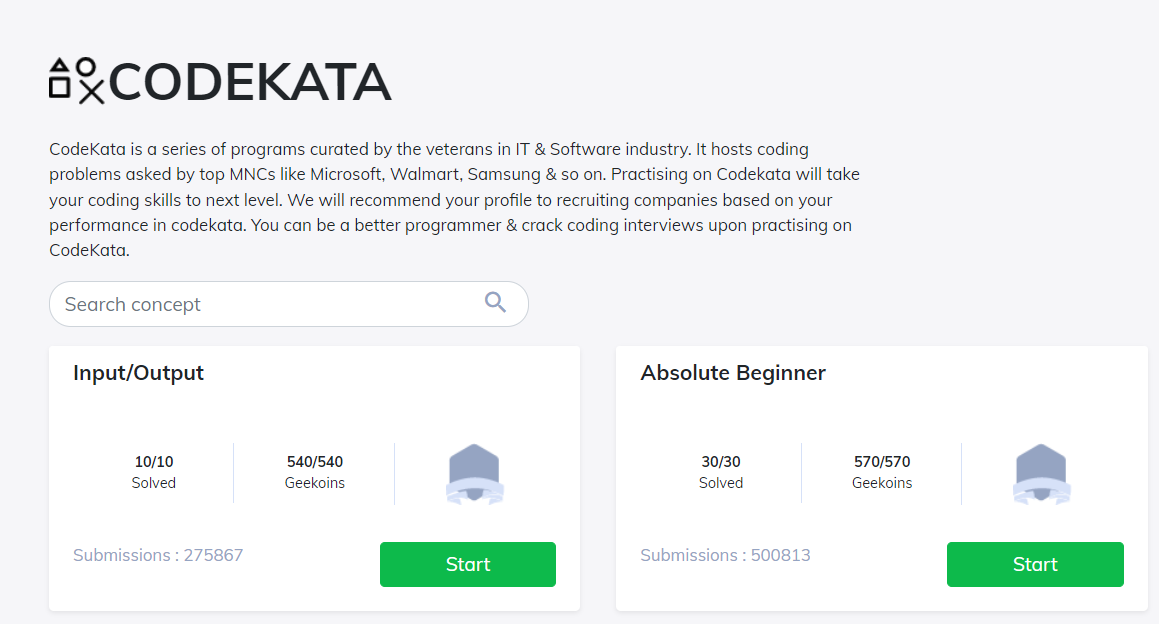 CODEKATA
CodeKata is a series of programs curated by the veterans in IT & Software industry. It hosts coding
problems asked by top MNCs like Microsoft, Walmart, Samsung & so on. Practising on Codekata will take
your coding skills to next level. We will recommend your profile to recruiting companies based on your
performance in codekata. You can be a better programmer & crack coding interviews upon practising on
CodeKata.
Search concept
Input/Output
10/10
Solved
540/540
Geekoins
Submissions : 275867
Start
Absolute Beginner
30/30
Solved
570/570
Geekoins
Submissions : 500813
Start